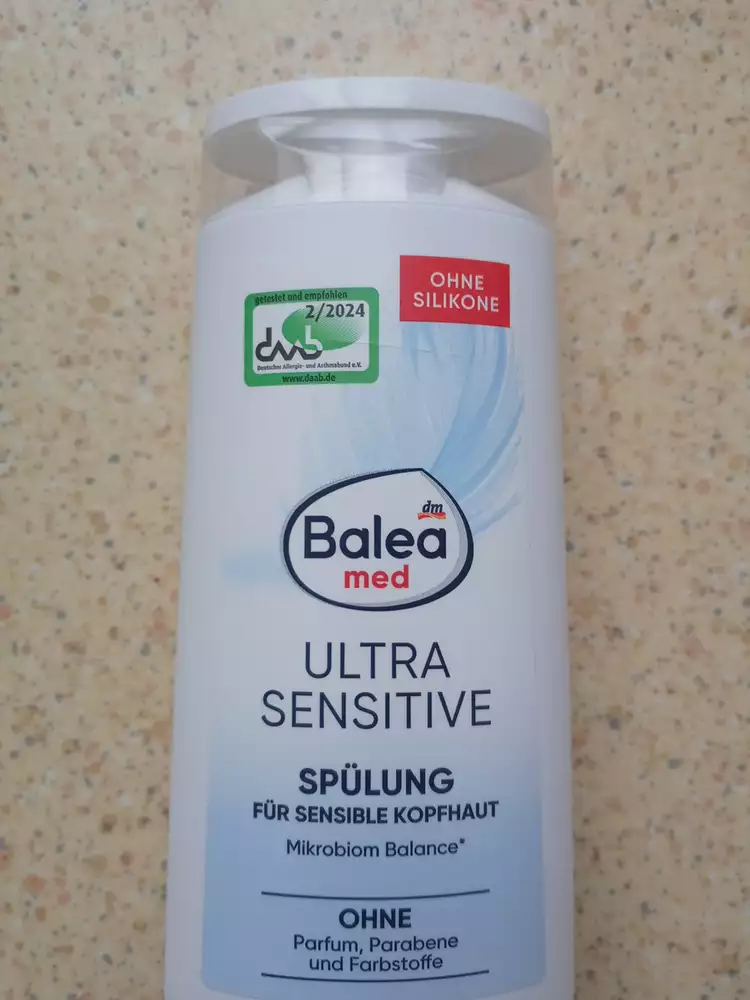 getestet und empfohlen
2/2024
daab
Deutscher Allergie- und Asthmabund e.V.
www.daab.de
OHNE
SILIKONE
dm
Balea
med
ULTRA
SENSITIVE
SPÜLUNG
FÜR SENSIBLE KOPFHAUT
Mikrobiom Balance*
OHNE
Parfum, Parabene
und Farbstoffe